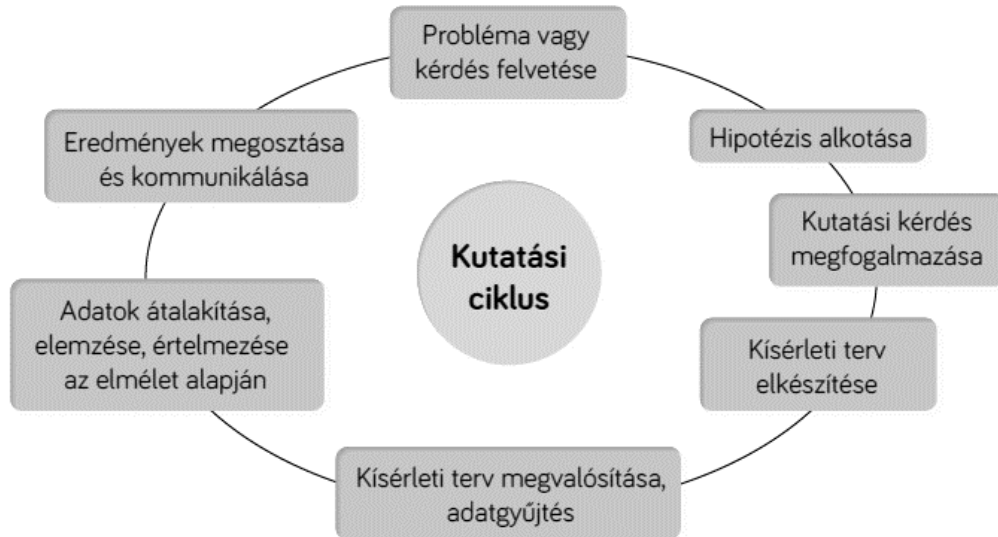 Probléma vagy
kérdés felvetése
Hipotézis alkotása
Kutatási kérdés
megfogalmazása
Kísérleti terv
elkészítése
Kísérleti terv megvalósítása,
adatgyűjtés
Adatok átalakítása,
elemzése, értelmezése
az elmélet alapján
Eredmények megosztása
és kommunikálása
Kutatási
ciklus